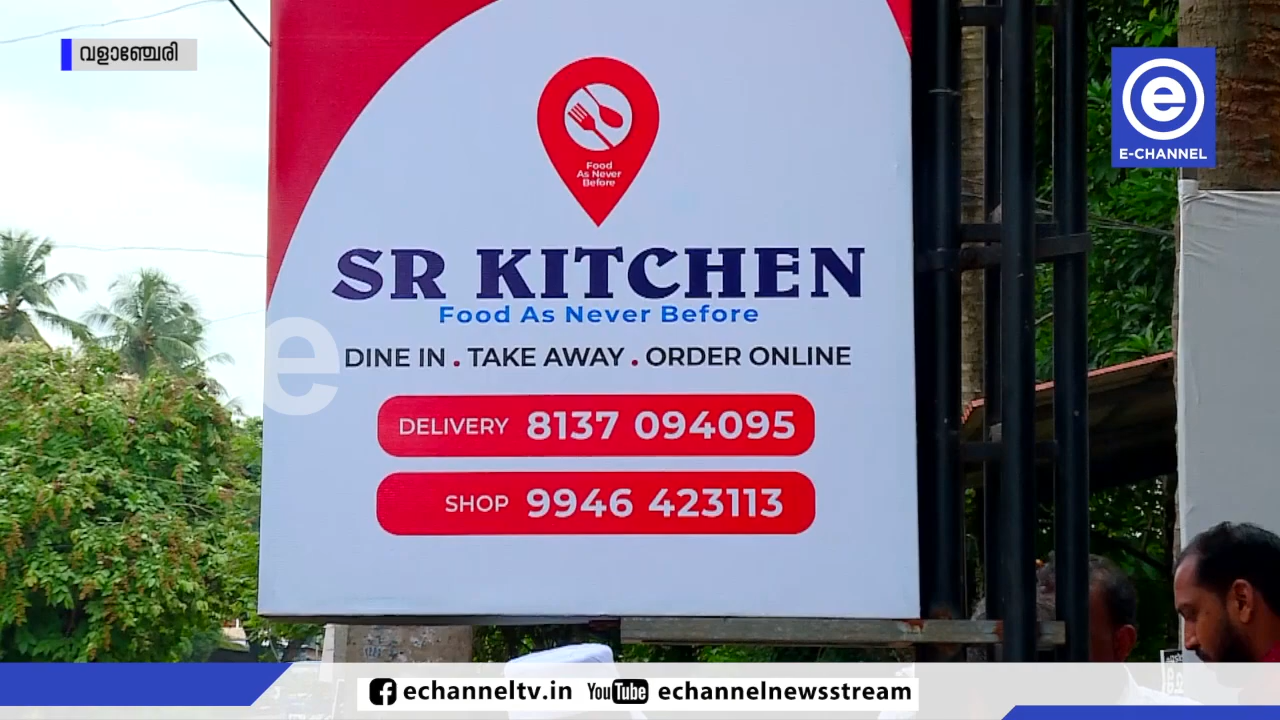 വളാഞ്ചേരി
e
E-CHANNEL
Food
As Never
Before
SR KITCHEN
Food As Never Before
DINE IN . TAKE AWAY . ORDER ONLINE
DELIVERY 8137 094095
SHOP 9946 423113
e
echanneltv.in YouTube echannelnewsstream